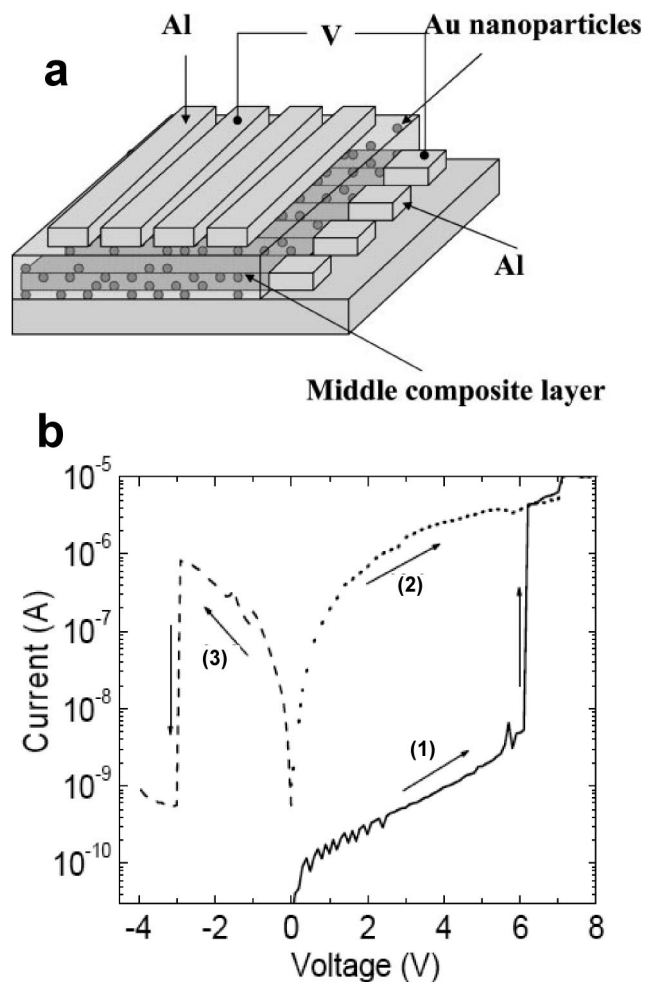 a
Al
V
Au nanoparticles
Al
Middle composite layer
b
10⁻⁵
10⁻⁶
10⁻⁷
10⁻⁸
10⁻⁹
10⁻¹⁰
Current (A)
(1)
(2)
(3)
-4 -2 0 2 4 6 8
Voltage (V)